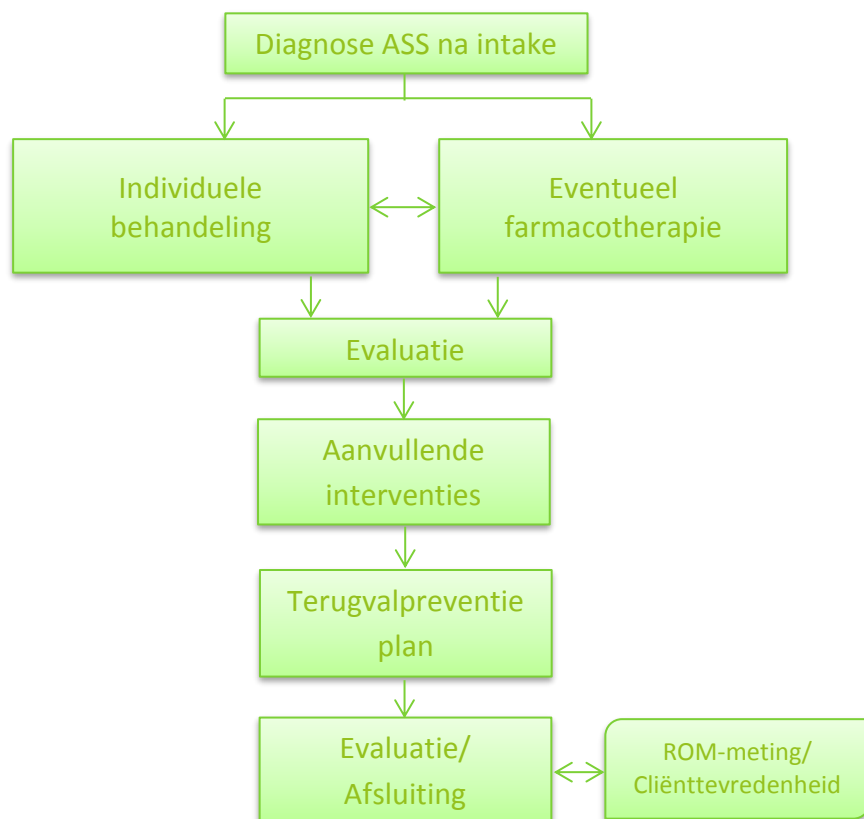 Diagnose ASS na intake
Individuele
behandeling
Eventueel
farmacotherapie
Evaluatie
Aanvullende
interventies
Terugvalpreventie
plan
Evaluatie/
Afsluiting
ROM-meting/
Cliënttevredenheid